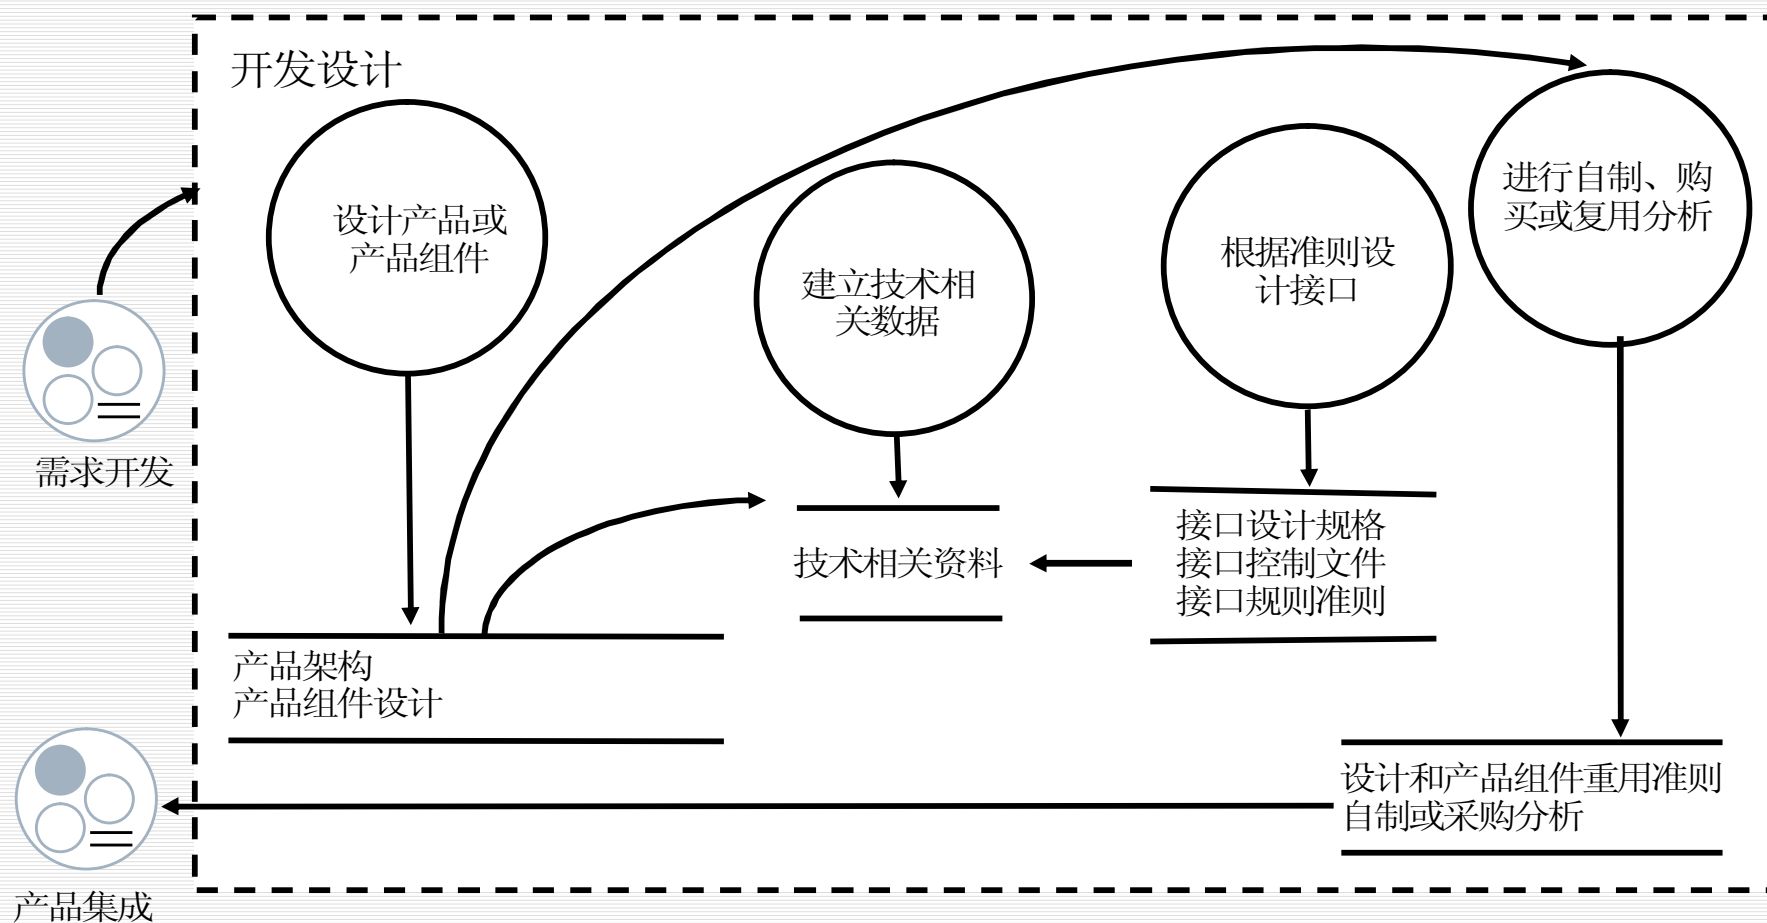 开发设计
设计产品或
产品组件
建立技术相
关数据
根据准则设
计接口
进行自制、购
买或复用分析
需求开发
技术相关资料
接口设计规格
接口控制文件
接口规则准则
产品架构
产品组件设计
设计和产品组件重用准则
自制或采购分析
产品集成